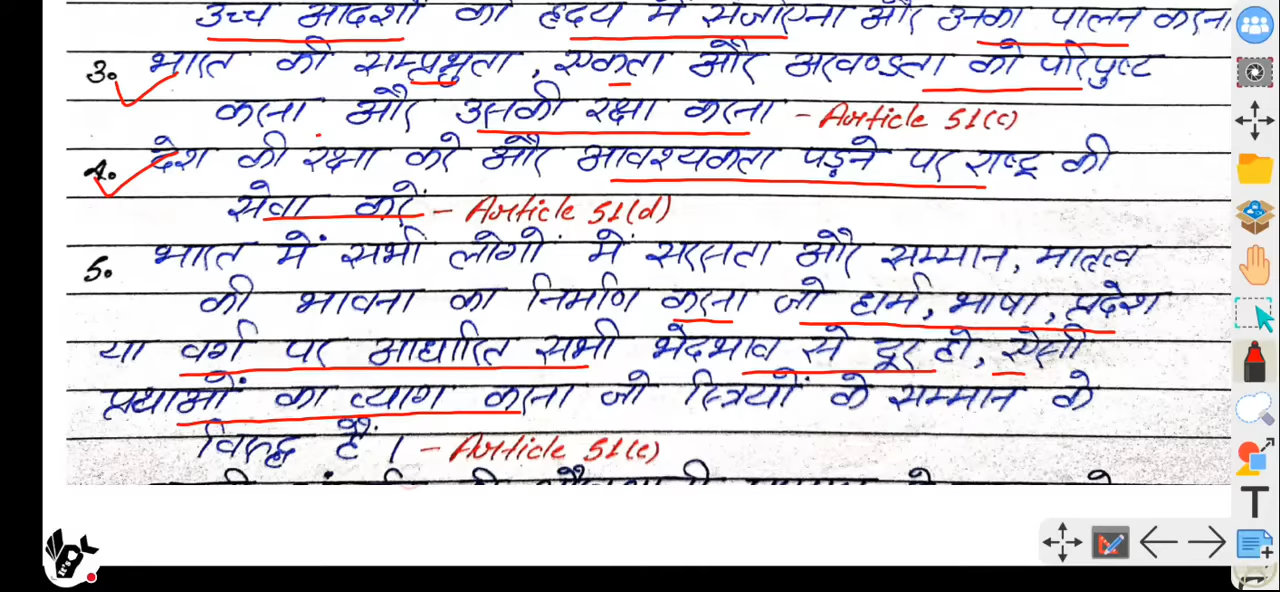 उच्च आदर्शों को हृदय में संजोएना और उनका पालन करना
3. भारत की सम्प्रभुता, एकता और अखण्डता को परिपुष्ट
करना और उसकी रक्षा करना - Article 51(c)
4. देश की रक्षा करे और आवश्यकता पड़ने पर राष्ट्र की
सेवा करें - Article 51(d)
5. भारत में सभी लोगों में सरसता और सम्मान, मातृत्व
की भावना का निर्माण करना जो धर्म, भाषा, प्रदेश
या वर्ग पर आधारित सभी भेदभाव से दूर हो, ऐसी
प्रथाओं का त्याग करना जो स्त्रियों के सम्मान के
विरुद्ध हैं। - Article 51(e)